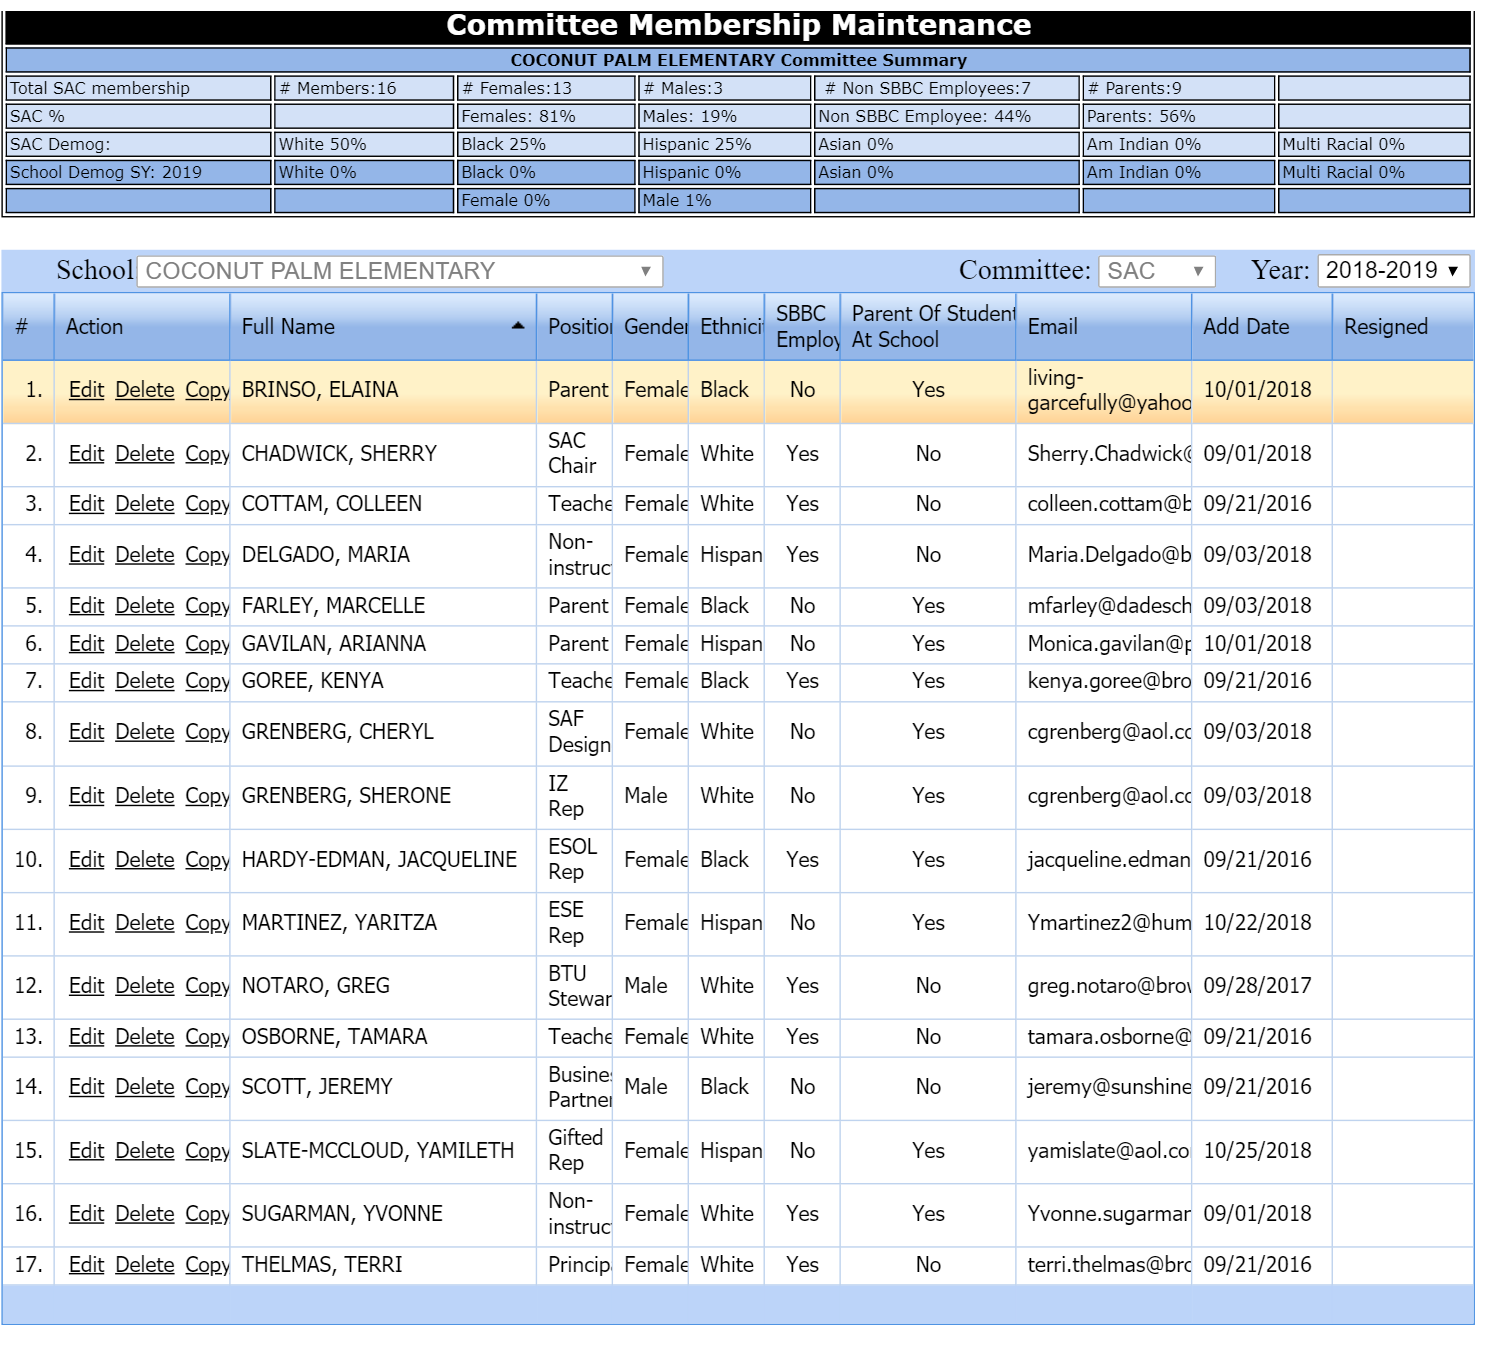 Committee Membership Maintenance
COCONUT PALM ELEMENTARY Committee Summary
Total SAC membership # Members:16 # Females:13 # Males:3 # Non SBBC Employees:7 # Parents:9
SAC % Females: 81% Males: 19% Non SBBC Employee: 44% Parents: 56%
SAC Demog: White 50% Black 25% Hispanic 25% Asian 0% Am Indian 0% Multi Racial 0%
School Demog SY: 2019 White 0% Black 0% Hispanic 0% Asian 0% Am Indian 0% Multi Racial 0%
Female 0% Male 1%
School COCONUT PALM ELEMENTARY Committee: SAC Year: 2018-2019
# Action Full Name Position Gender Ethnici SBBC Employ Parent Of Student At School Email Add Date Resigned
1. Edit Delete Copy BRINSO, ELAINA Parent Female Black No Yes living-garcefully@yahoo 10/01/2018
2. Edit Delete Copy CHADWICK, SHERRY SAC Chair Female White Yes No Sherry.Chadwick@ 09/01/2018
3. Edit Delete Copy COTTAM, COLLEEN Teache Female White Yes No colleen.cottam@b 09/21/2016
4. Edit Delete Copy DELGADO, MARIA Non-instruc Female Hispan Yes No Maria.Delgado@b 09/03/2018
5. Edit Delete Copy FARLEY, MARCELLE Parent Female Black No Yes mfarley@dadesch 09/03/2018
6. Edit Delete Copy GAVILAN, ARIANNA Parent Female Hispan No Yes Monica.gavilan@p 10/01/2018
7. Edit Delete Copy GOREE, KENYA Teache Female Black Yes Yes kenya.goree@bro 09/21/2016
8. Edit Delete Copy GRENBERG, CHERYL SAF Design Female White No Yes cgrenberg@aol.co 09/03/2018
9. Edit Delete Copy GRENBERG, SHERONE IZ Rep Male White No Yes cgrenberg@aol.co 09/03/2018
10. Edit Delete Copy HARDY-EDMAN, JACQUELINE ESOL Rep Female Black Yes Yes jacqueline.edman 09/21/2016
11. Edit Delete Copy MARTINEZ, YARITZA ESE Rep Female Hispan No Yes Ymartinez2@hum 10/22/2018
12. Edit Delete Copy NOTARO, GREG BTU Stewar Male White Yes No greg.notaro@brow 09/28/2017
13. Edit Delete Copy OSBORNE, TAMARA Teache Female White Yes No tamara.osborne@ 09/21/2016
14. Edit Delete Copy SCOTT, JEREMY Busines Partner Male Black No No jeremy@sunshine 09/21/2016
15. Edit Delete Copy SLATE-MCCLOUD, YAMILETH Gifted Rep Female Hispan No Yes yamislate@aol.co 10/25/2018
16. Edit Delete Copy SUGARMAN, YVONNE Non-instruc Female White Yes Yes Yvonne.sugarmar 09/01/2018
17. Edit Delete Copy THELMAS, TERRI Princip Female White Yes No terri.thelmas@bro 09/21/2016